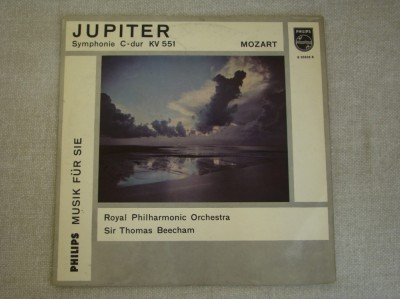 JUPITER
Symphonie C-dur KV 551
MOZART
PHILIPS
PHILIPS MUSIK FÜR SIE
Royal Philharmonic Orchestra
Sir Thomas Beecham